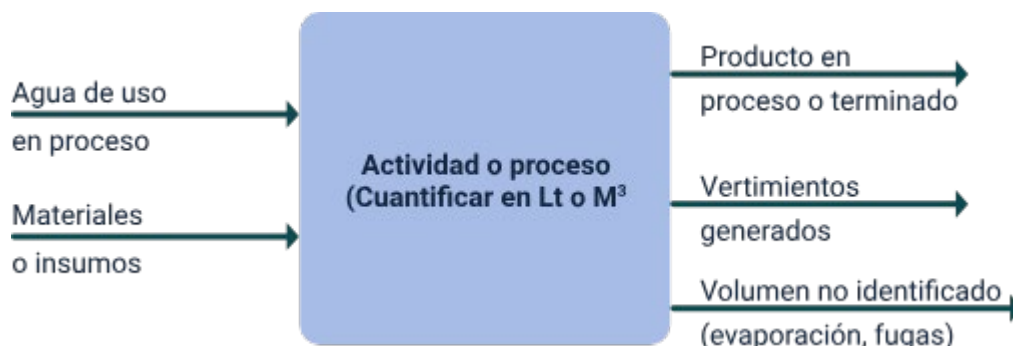 Agua de uso
en proceso
Materiales
o insumos
Actividad o proceso
(Cuantificar en Lt o M³
Producto en
proceso o terminado
Vertimientos
generados
Volumen no identificado
(evaporación, fugas)